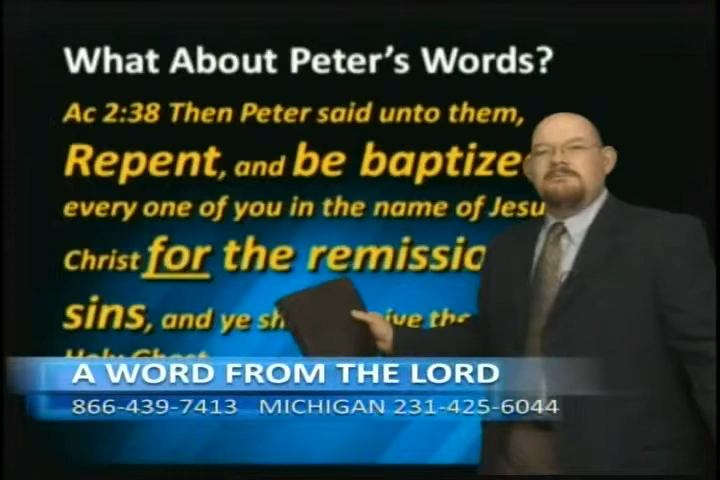 What About Peter's Words?
Ac 2:38 Then Peter said unto them,
Repent, and be baptize
every one of you in the name of Jesu
Christ for the remissio
sins, and ye sh ive the
Holy Ghost
A WORD FROM THE LORD
866-439-7413 MICHIGAN 231-425-6044